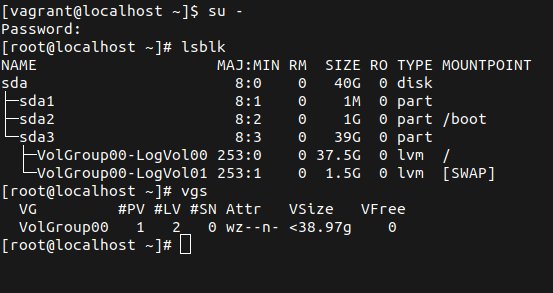 [vagrant@localhost ~]$ su -
Password:
[root@localhost ~]# lsblk
NAME                    MAJ:MIN RM  SIZE RO TYPE MOUNTPOINT
sda                       8:0    0   40G  0 disk
├─sda1                    8:1    0    1M  0 part
├─sda2                    8:2    0    1G  0 part /boot
└─sda3                    8:3    0   39G  0 part
  ├─VolGroup00-LogVol00 253:0    0 37.5G  0 lvm  /
  └─VolGroup00-LogVol01 253:1    0  1.5G  0 lvm  [SWAP]
[root@localhost ~]# vgs
  VG         #PV #LV #SN Attr   VSize   VFree
  VolGroup00   1   2   0 wz--n- <38.97g    0
[root@localhost ~]#